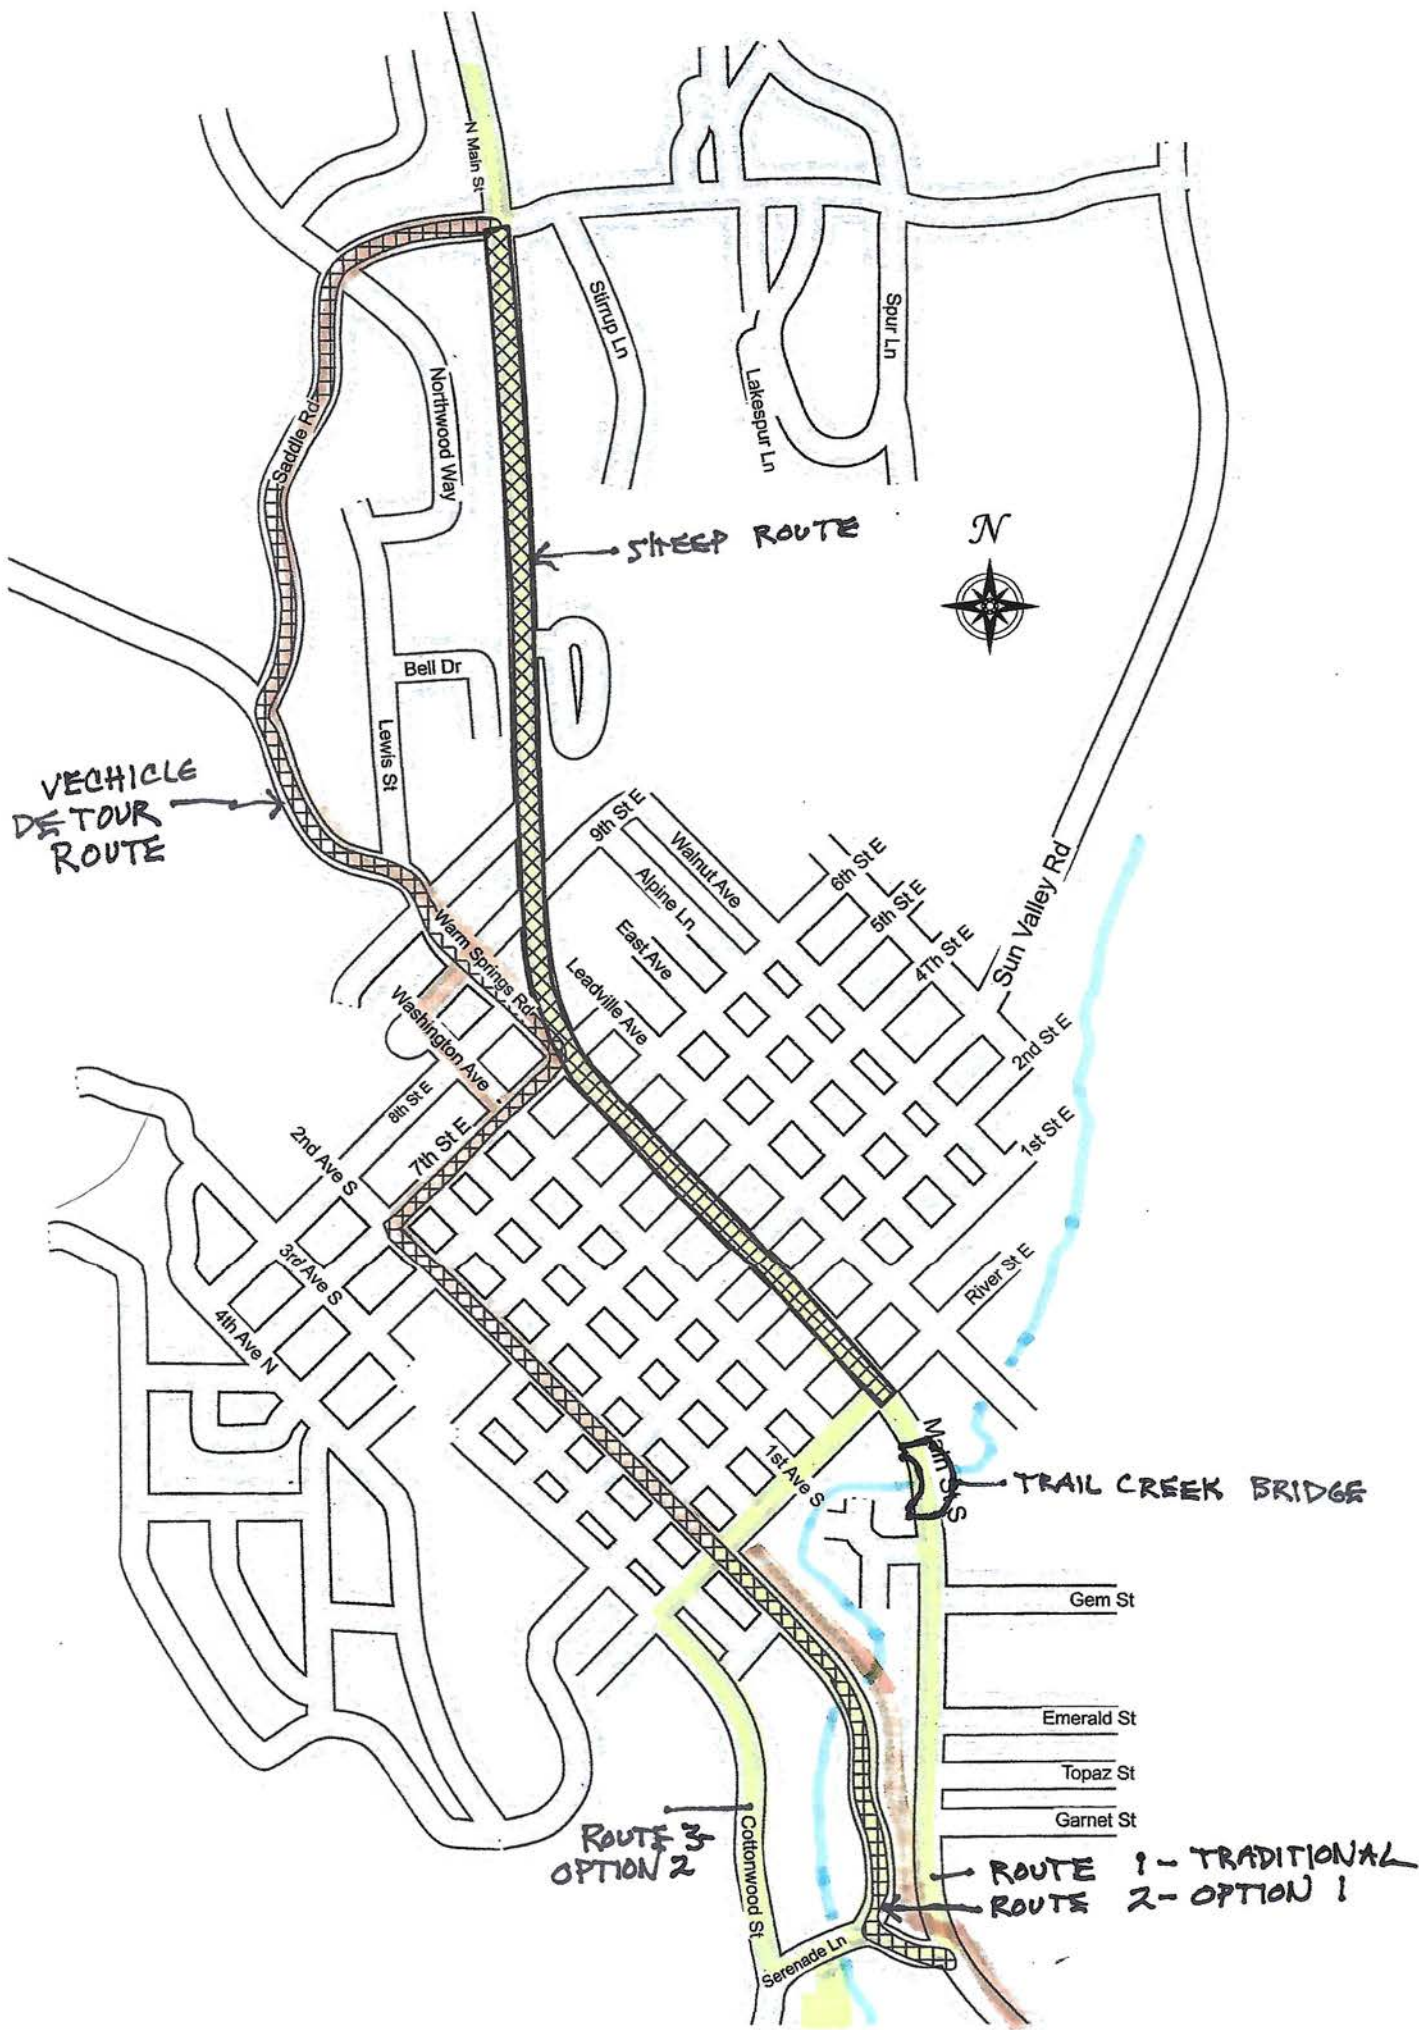 N Main St
Stirrup Ln
Spur Ln
Lakespur Ln
Saddle Rd
Northwood Way
SHEEP ROUTE
N
Bell Dr
Lewis St
VECHICLE
DETOUR
ROUTE
9th St E
Walnut Ave
Alpine Ln
East Ave
Leadville Ave
6th St E
5th St E
4Th St E
Sun Valley Rd
2nd St E
1st St E
River St E
Warm Springs Rd
Washington Ave
8th St E
7th St E
2nd Ave S
3rd Ave S
4th Ave N
1st Ave S
Main St S
TRAIL CREEK BRIDGE
Gem St
Emerald St
Topaz St
Garnet St
ROUTE 3-
OPTION 2
Cottonwood St
ROUTE 1 - TRADITIONAL
ROUTE 2 - OPTION 1
Serenade Ln